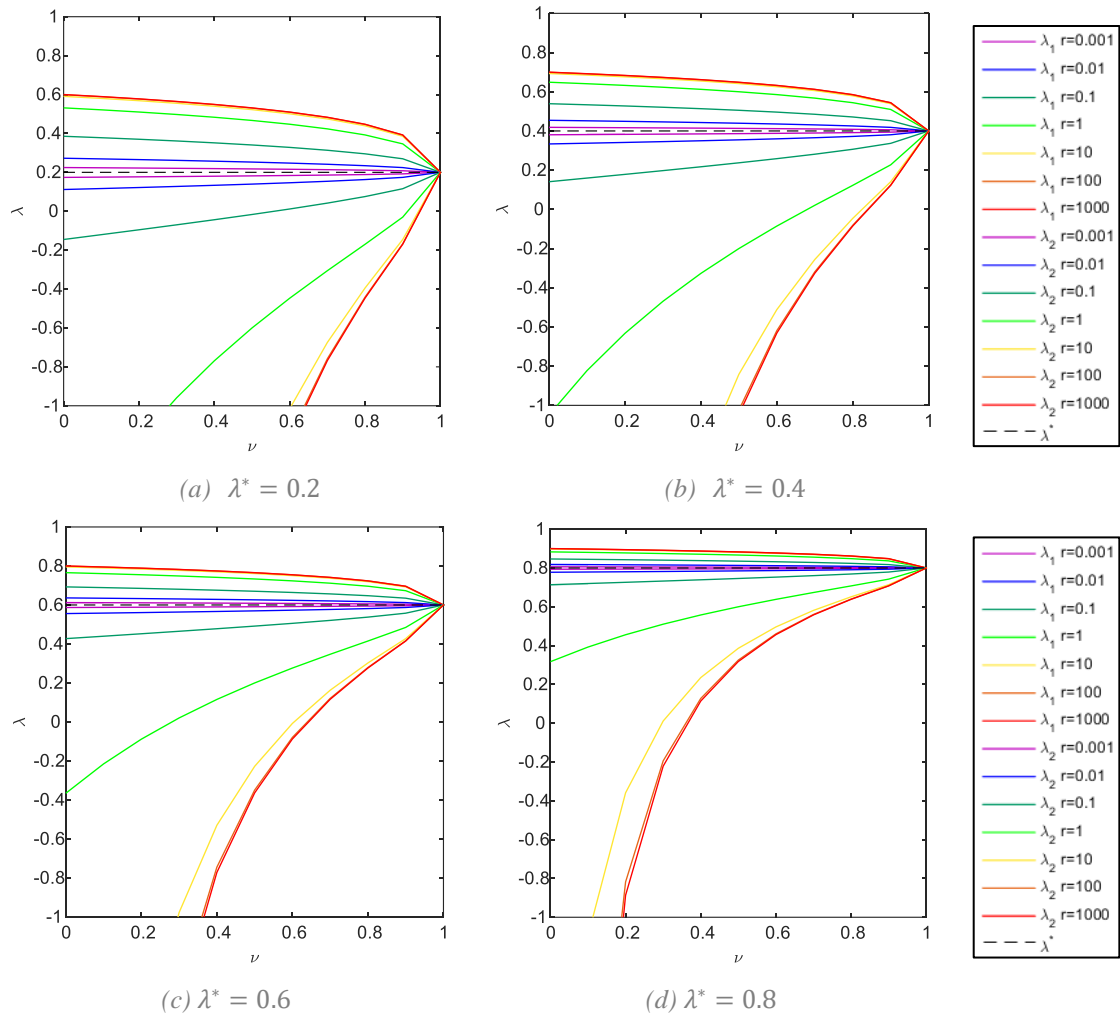 1
0.8
0.6
0.4
0.2
0
-0.2
-0.4
-0.6
-0.8
-1
λ
0 0.2 0.4 0.6 0.8 1
ν
(a) λ* = 0.2
1
0.8
0.6
0.4
0.2
0
-0.2
-0.4
-0.6
-0.8
-1
λ
0 0.2 0.4 0.6 0.8 1
ν
(b) λ* = 0.4
λ₁ r=0.001
λ₁ r=0.01
λ₁ r=0.1
λ₁ r=1
λ₁ r=10
λ₁ r=100
λ₁ r=1000
λ₂ r=0.001
λ₂ r=0.01
λ₂ r=0.1
λ₂ r=1
λ₂ r=10
λ₂ r=100
λ₂ r=1000
λ*
1
0.8
0.6
0.4
0.2
0
-0.2
-0.4
-0.6
-0.8
-1
λ
0 0.2 0.4 0.6 0.8 1
ν
(c) λ* = 0.6
1
0.8
0.6
0.4
0.2
0
-0.2
-0.4
-0.6
-0.8
-1
λ
0 0.2 0.4 0.6 0.8 1
ν
(d) λ* = 0.8
λ₁ r=0.001
λ₁ r=0.01
λ₁ r=0.1
λ₁ r=1
λ₁ r=10
λ₁ r=100
λ₁ r=1000
λ₂ r=0.001
λ₂ r=0.01
λ₂ r=0.1
λ₂ r=1
λ₂ r=10
λ₂ r=100
λ₂ r=1000
λ*